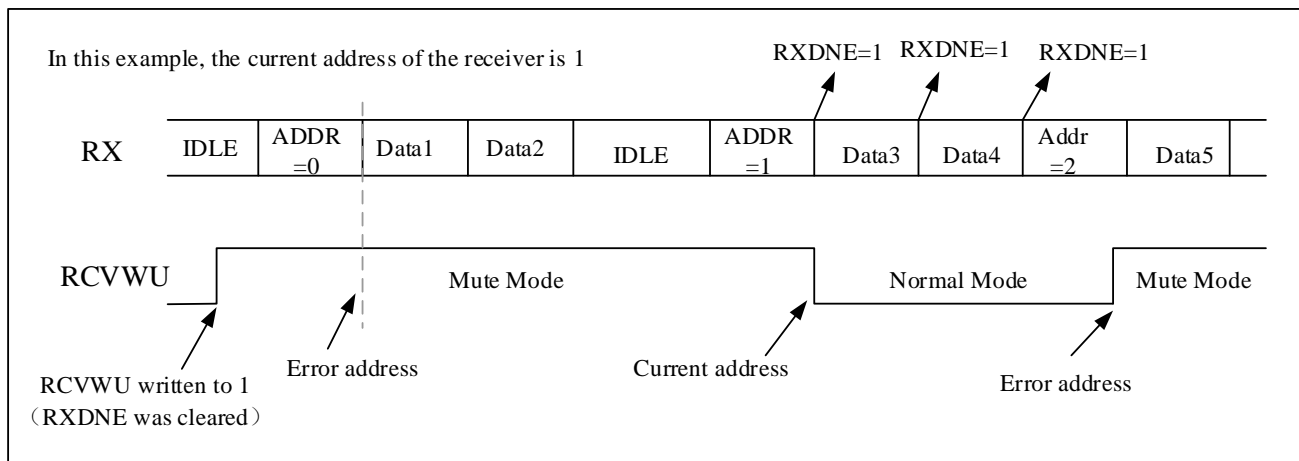 In this example, the current address of the receiver is 1
RXDNE=1
RXDNE=1
RXDNE=1
RX
IDLE
ADDR
=0
Data1
Data2
IDLE
ADDR
=1
Data3
Data4
Addr
=2
Data5
RCVWU
Mute Mode
Normal Mode
Mute Mode
Error address
Current address
Error address
RCVWU written to 1
（RXDNE was cleared）